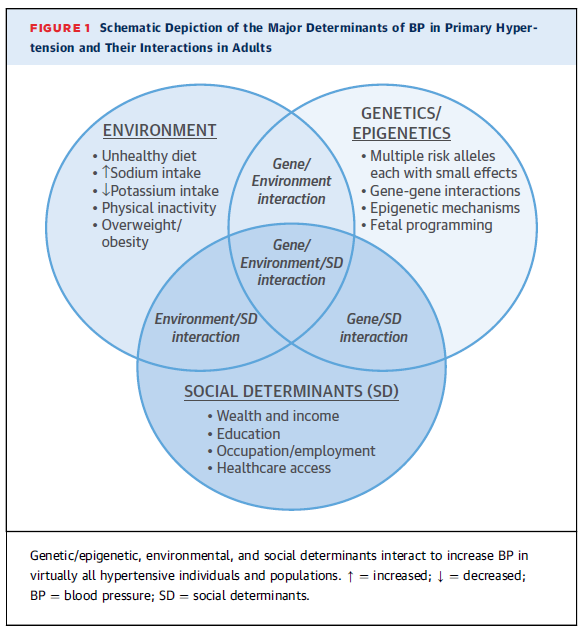 FIGURE 1 Schematic Depiction of the Major Determinants of BP in Primary Hyper-
tension and Their Interactions in Adults
ENVIRONMENT
• Unhealthy diet
• ↑Sodium intake
• ↓Potassium intake
• Physical inactivity
• Overweight/
obesity
Gene/
Environment
interaction
GENETICS/
EPIGENETICS
• Multiple risk alleles
each with small effects
• Gene-gene interactions
• Epigenetic mechanisms
• Fetal programming
Gene/
Environment/SD
interaction
Environment/SD
interaction
Gene/SD
interaction
SOCIAL DETERMINANTS (SD)
• Wealth and income
• Education
• Occupation/employment
• Healthcare access
Genetic/epigenetic, environmental, and social determinants interact to increase BP in
virtually all hypertensive individuals and populations. ↑ = increased; ↓ = decreased;
BP = blood pressure; SD = social determinants.